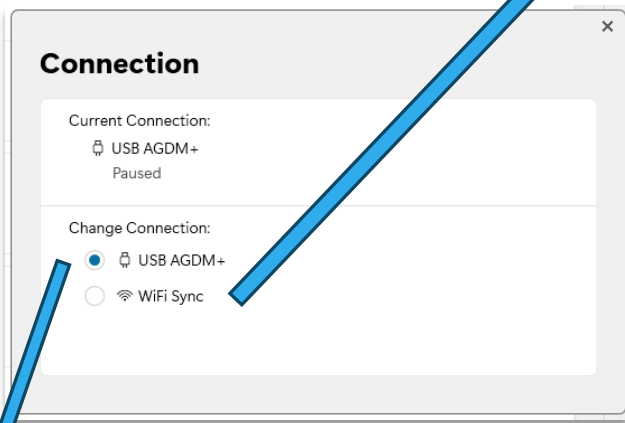 Connection
Current Connection:
USB AGDM+
Paused
Change Connection:
USB AGDM+
WiFi Sync